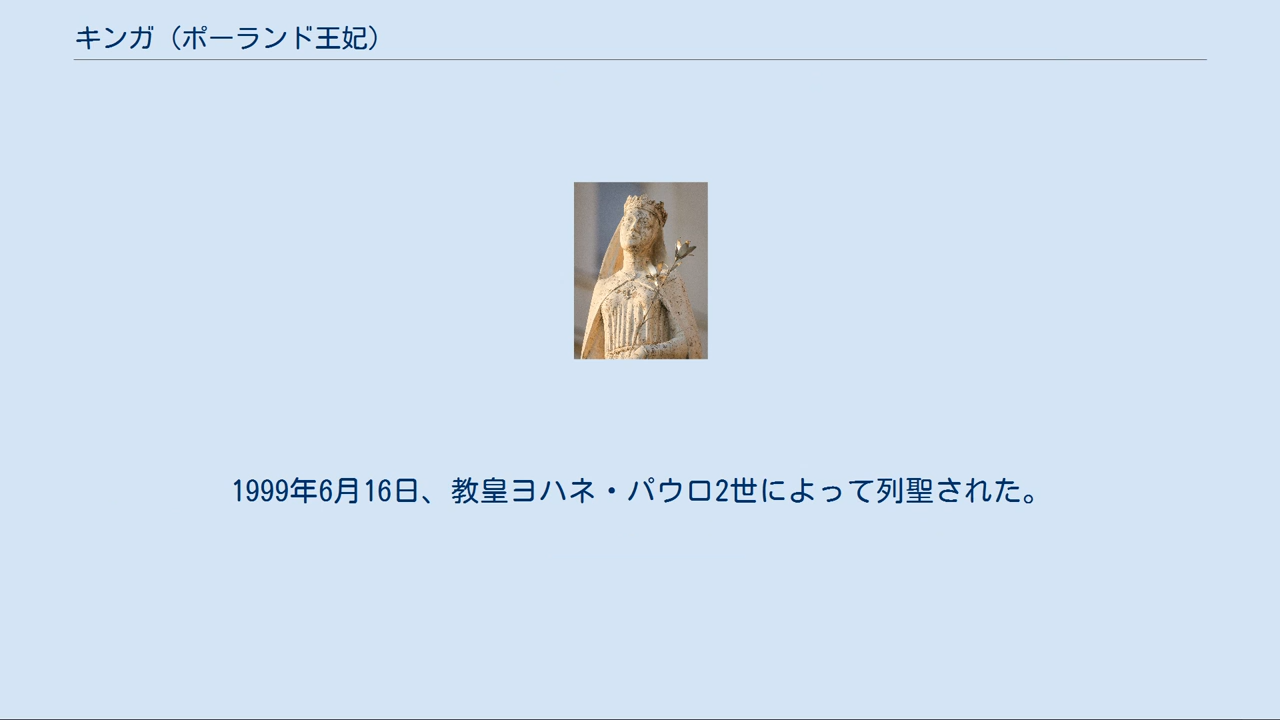 キンガ（ポーランド王妃）
1999年6月16日、教皇ヨハネ・パウロ2世によって列聖された。